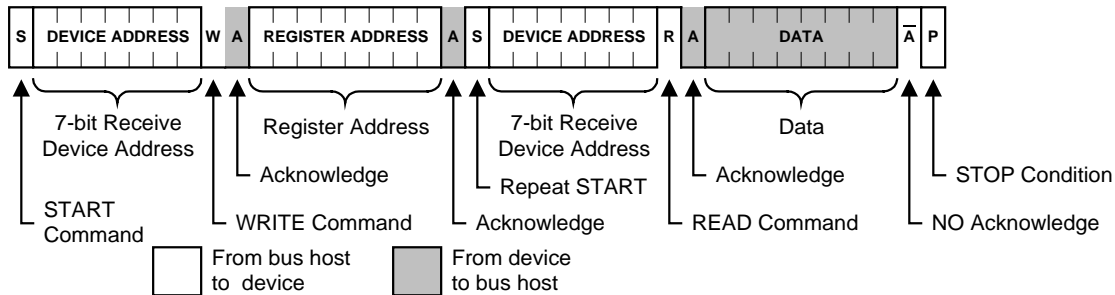 S DEVICE ADDRESS W A REGISTER ADDRESS A S DEVICE ADDRESS R A DATA A̅ P
7-bit Receive
Device Address
Register Address
7-bit Receive
Device Address
Data
START
Command
Acknowledge
WRITE Command
Repeat START
Acknowledge
Acknowledge
READ Command
STOP Condition
NO Acknowledge
From bus host
to device
From device
to bus host